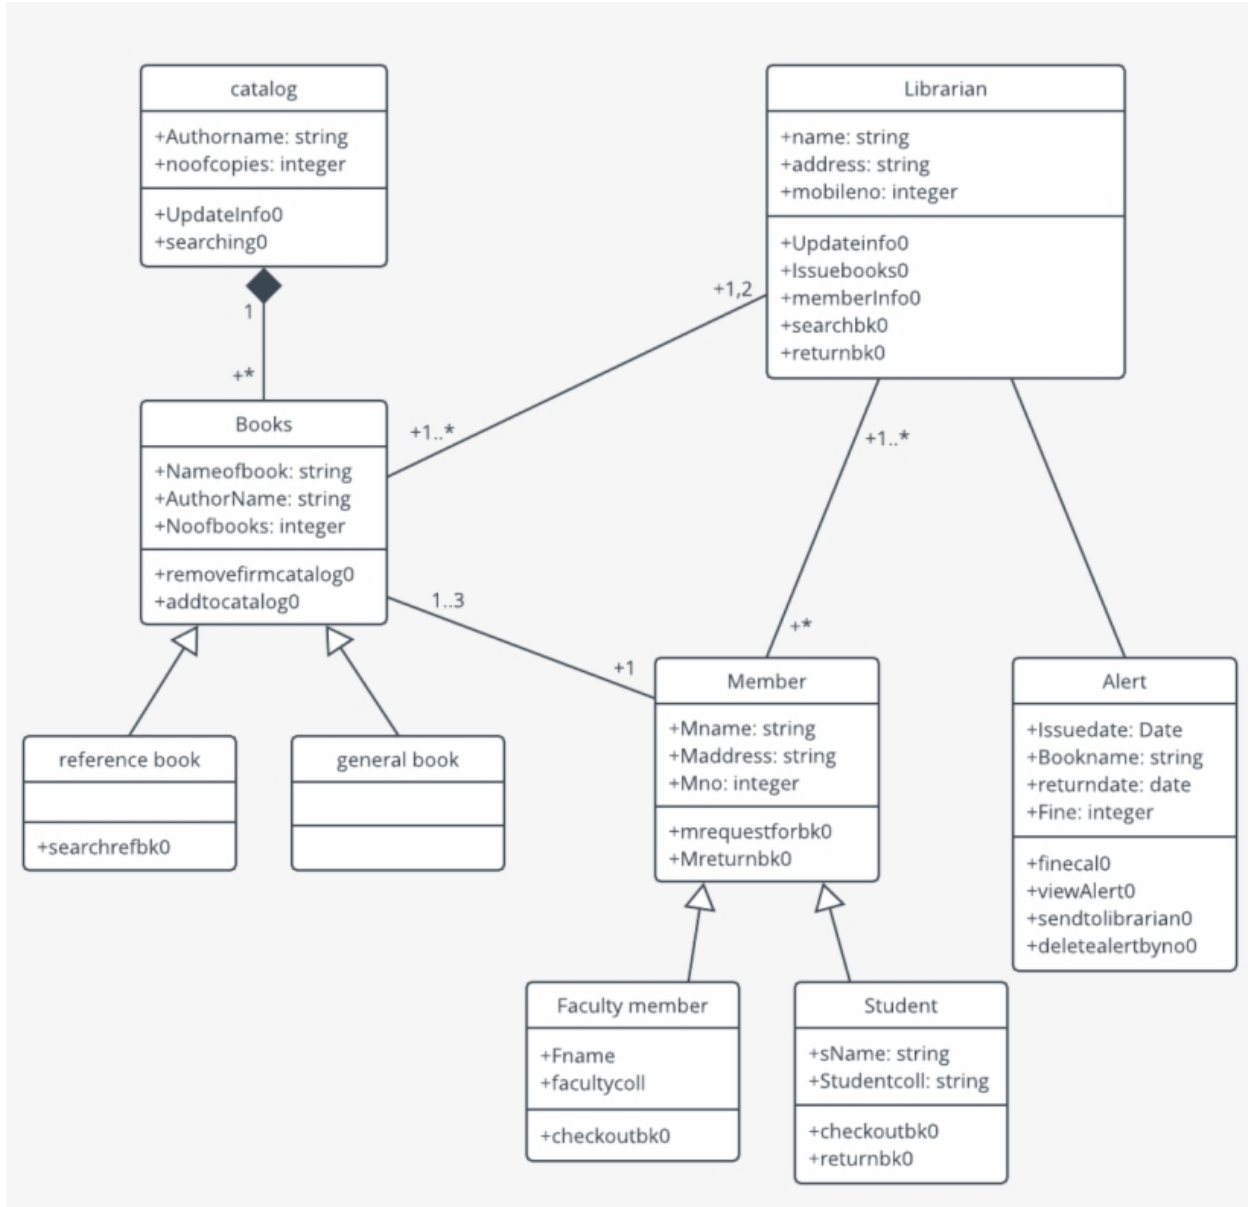 catalog
+Authorname: string
+noofcopies: integer
+UpdateInfo0
+searching0
1
+*
Librarian
+name: string
+address: string
+mobileno: integer
+Updateinfo0
+Issuebooks0
+memberInfo0
+searchbk0
+returnbk0
+1,2
+1..*
+1..*
+*
Books
+Nameofbook: string
+AuthorName: string
+Noofbooks: integer
+removefirmcatalog0
+addtocatalog0
1..3
+1
reference book
+searchrefbk0
general book
Member
+Mname: string
+Maddress: string
+Mno: integer
+mrequestforbk0
+Mreturnbk0
Alert
+Issuedate: Date
+Bookname: string
+returndate: date
+Fine: integer
+finecal0
+viewAlert0
+sendtolibrarian0
+deletealertbyno0
Faculty member
+Fname
+facultycoll
+checkoutbk0
Student
+sName: string
+Studentcoll: string
+checkoutbk0
+returnbk0